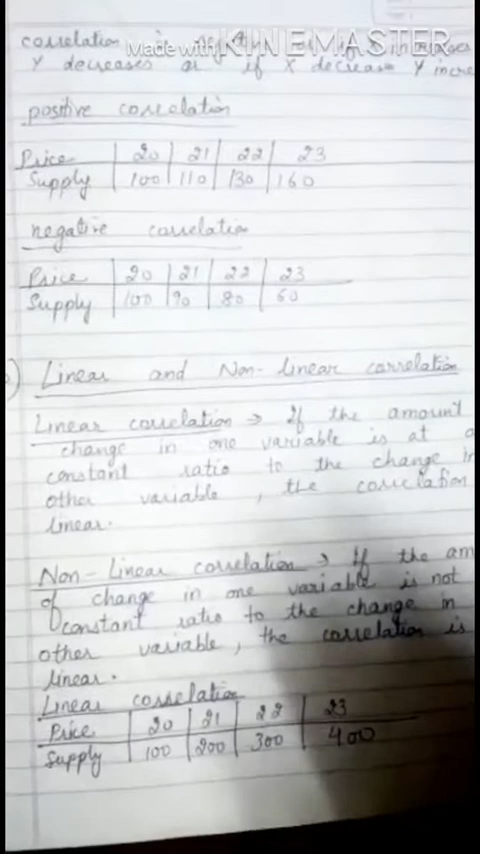 correlation is negative increases
Made with KINEMASTER
Y decreases or if X decrease Y incre
positive correlation
Price 20 21 22 23
Supply 100 110 130 160
negative correlation
Price 20 21 22 23
Supply 100 90 80 60
Linear and Non-linear correlation
Linear correlation → If the amount
change in one variable is at a
constant ratio to the change in
other variable, the correlation
linear.
Non-Linear correlation → If the am
of change in one variable is not
constant ratio to the change in
other variable, the correlation is
linear.
Linear correlation
Price 20 21 22 23
Supply 100 200 300 400